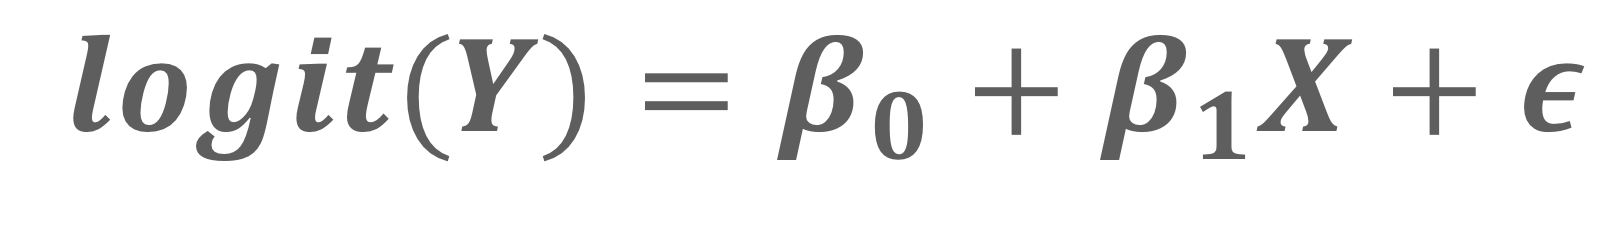 logit(Y) = β₀ + β₁X + ϵ